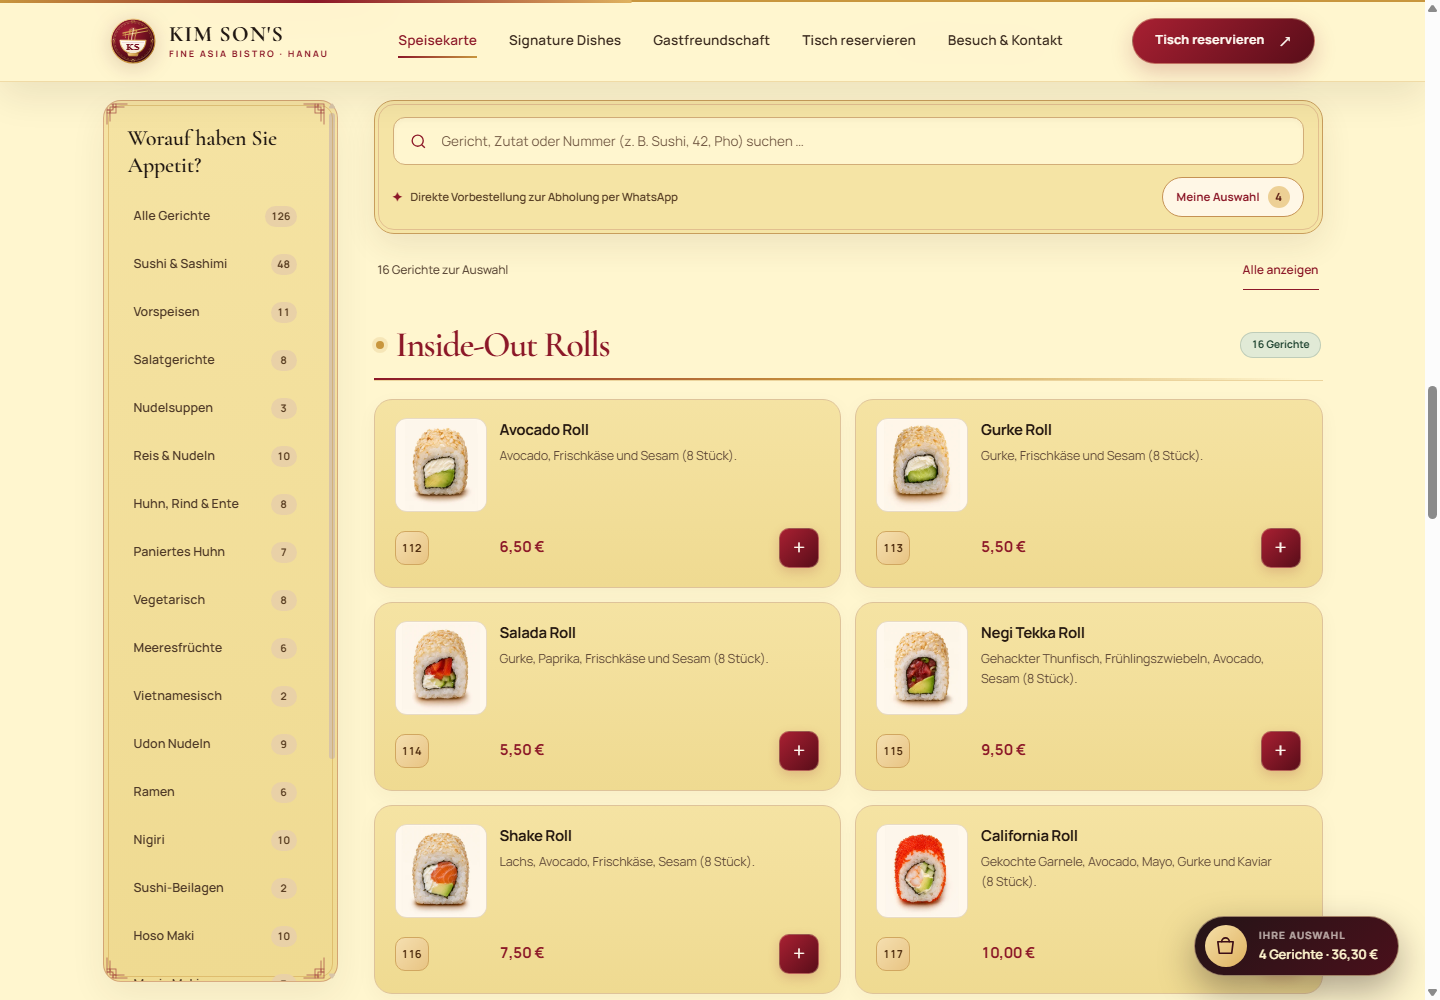 KIM SON'S
FINE ASIA BISTRO · HANAU
KS
Speisekarte
Signature Dishes
Gastfreundschaft
Tisch reservieren
Besuch & Kontakt
Tisch reservieren ↗
Worauf haben Sie
Appetit?
Alle Gerichte 126
Sushi & Sashimi 48
Vorspeisen 11
Salatgerichte 8
Nudelsuppen 3
Reis & Nudeln 10
Huhn, Rind & Ente 8
Paniertes Huhn 7
Vegetarisch 8
Meeresfrüchte 6
Vietnamesisch 2
Udon Nudeln 9
Ramen 6
Nigiri 10
Sushi-Beilagen 2
Hoso Maki 10
Gericht, Zutat oder Nummer (z. B. Sushi, 42, Pho) suchen ...
✦ Direkte Vorbestellung zur Abholung per WhatsApp
Meine Auswahl 4
16 Gerichte zur Auswahl
Alle anzeigen
Inside-Out Rolls
16 Gerichte
Avocado Roll
Avocado, Frischkäse und Sesam (8 Stück).
112
6,50 €
+
Gurke Roll
Gurke, Frischkäse und Sesam (8 Stück).
113
5,50 €
+
Salada Roll
Gurke, Paprika, Frischkäse und Sesam (8 Stück).
114
5,50 €
+
Negi Tekka Roll
Gehackter Thunfisch, Frühlingszwiebeln, Avocado,
Sesam (8 Stück).
115
9,50 €
+
Shake Roll
Lachs, Avocado, Frischkäse, Sesam (8 Stück).
116
7,50 €
+
California Roll
Gekochte Garnele, Avocado, Mayo, Gurke und Kaviar
(8 Stück).
117
10,00 €
IHRE AUSWAHL
4 Gerichte · 36,30 €